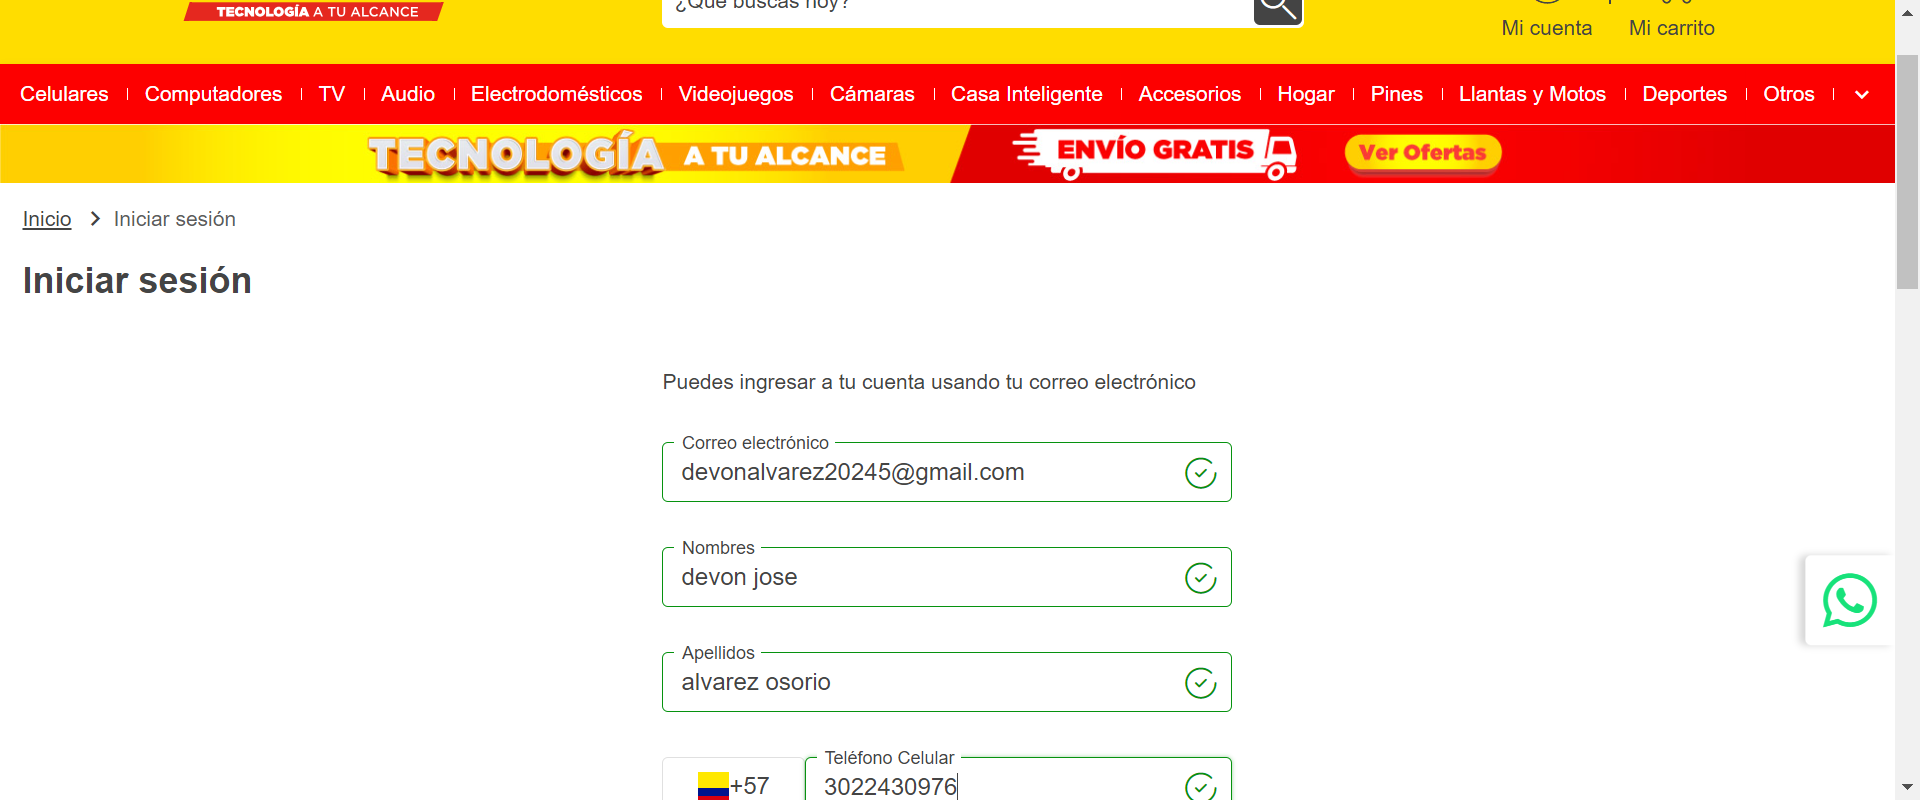 TECNOLOGÍA A TU ALCANCE
¿Qué buscas hoy?
Mi cuenta
Mi carrito
Celulares
Computadores
TV
Audio
Electrodomésticos
Videojuegos
Cámaras
Casa Inteligente
Accesorios
Hogar
Pines
Llantas y Motos
Deportes
Otros
TECNOLOGÍA A TU ALCANCE
ENVÍO GRATIS
Ver Ofertas
Inicio
Iniciar sesión
Iniciar sesión
Puedes ingresar a tu cuenta usando tu correo electrónico
Correo electrónico
devonalvarez20245@gmail.com
Nombres
devon jose
Apellidos
alvarez osorio
Teléfono Celular
+57
3022430976